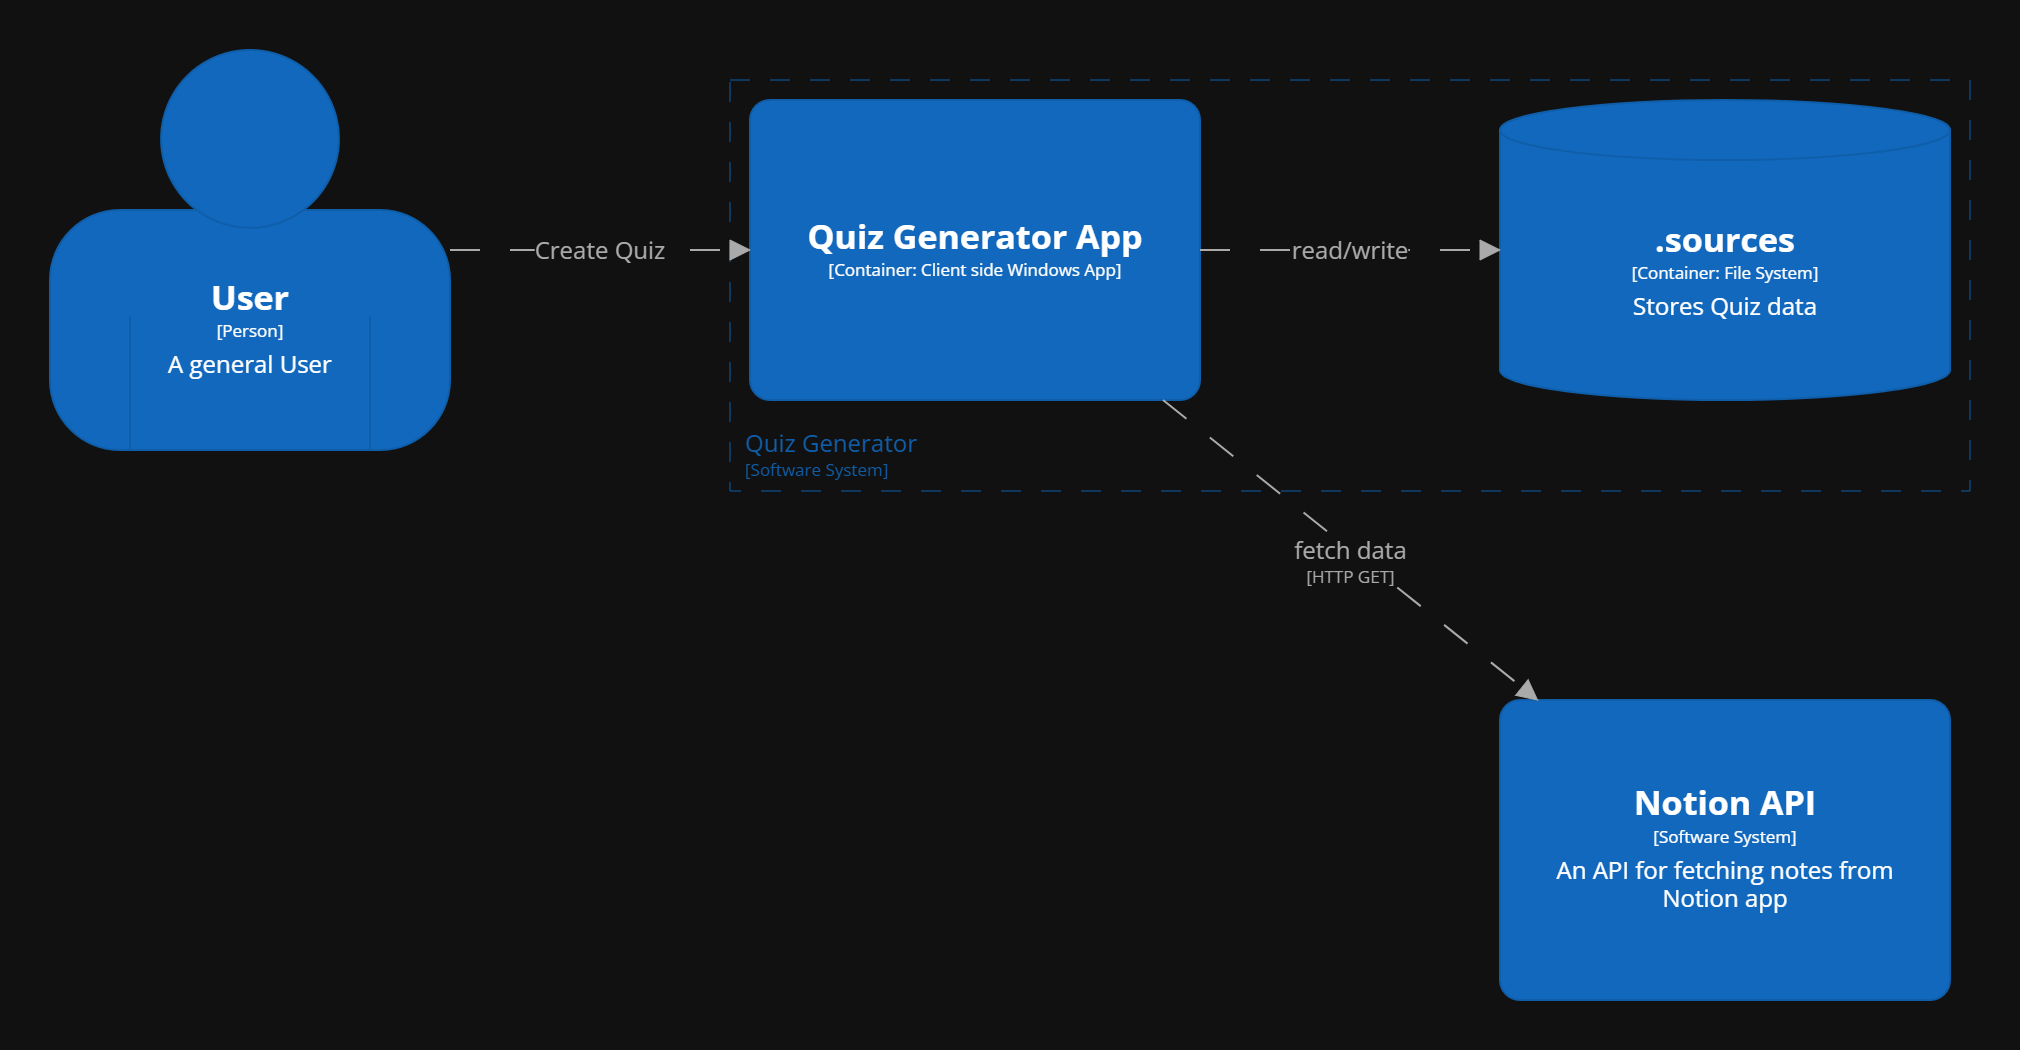 User
[Person]
A general User
Create Quiz
Quiz Generator App
[Container: Client side Windows App]
read/write
.sources
[Container: File System]
Stores Quiz data
Quiz Generator
[Software System]
fetch data
[HTTP GET]
Notion API
[Software System]
An API for fetching notes from
Notion app